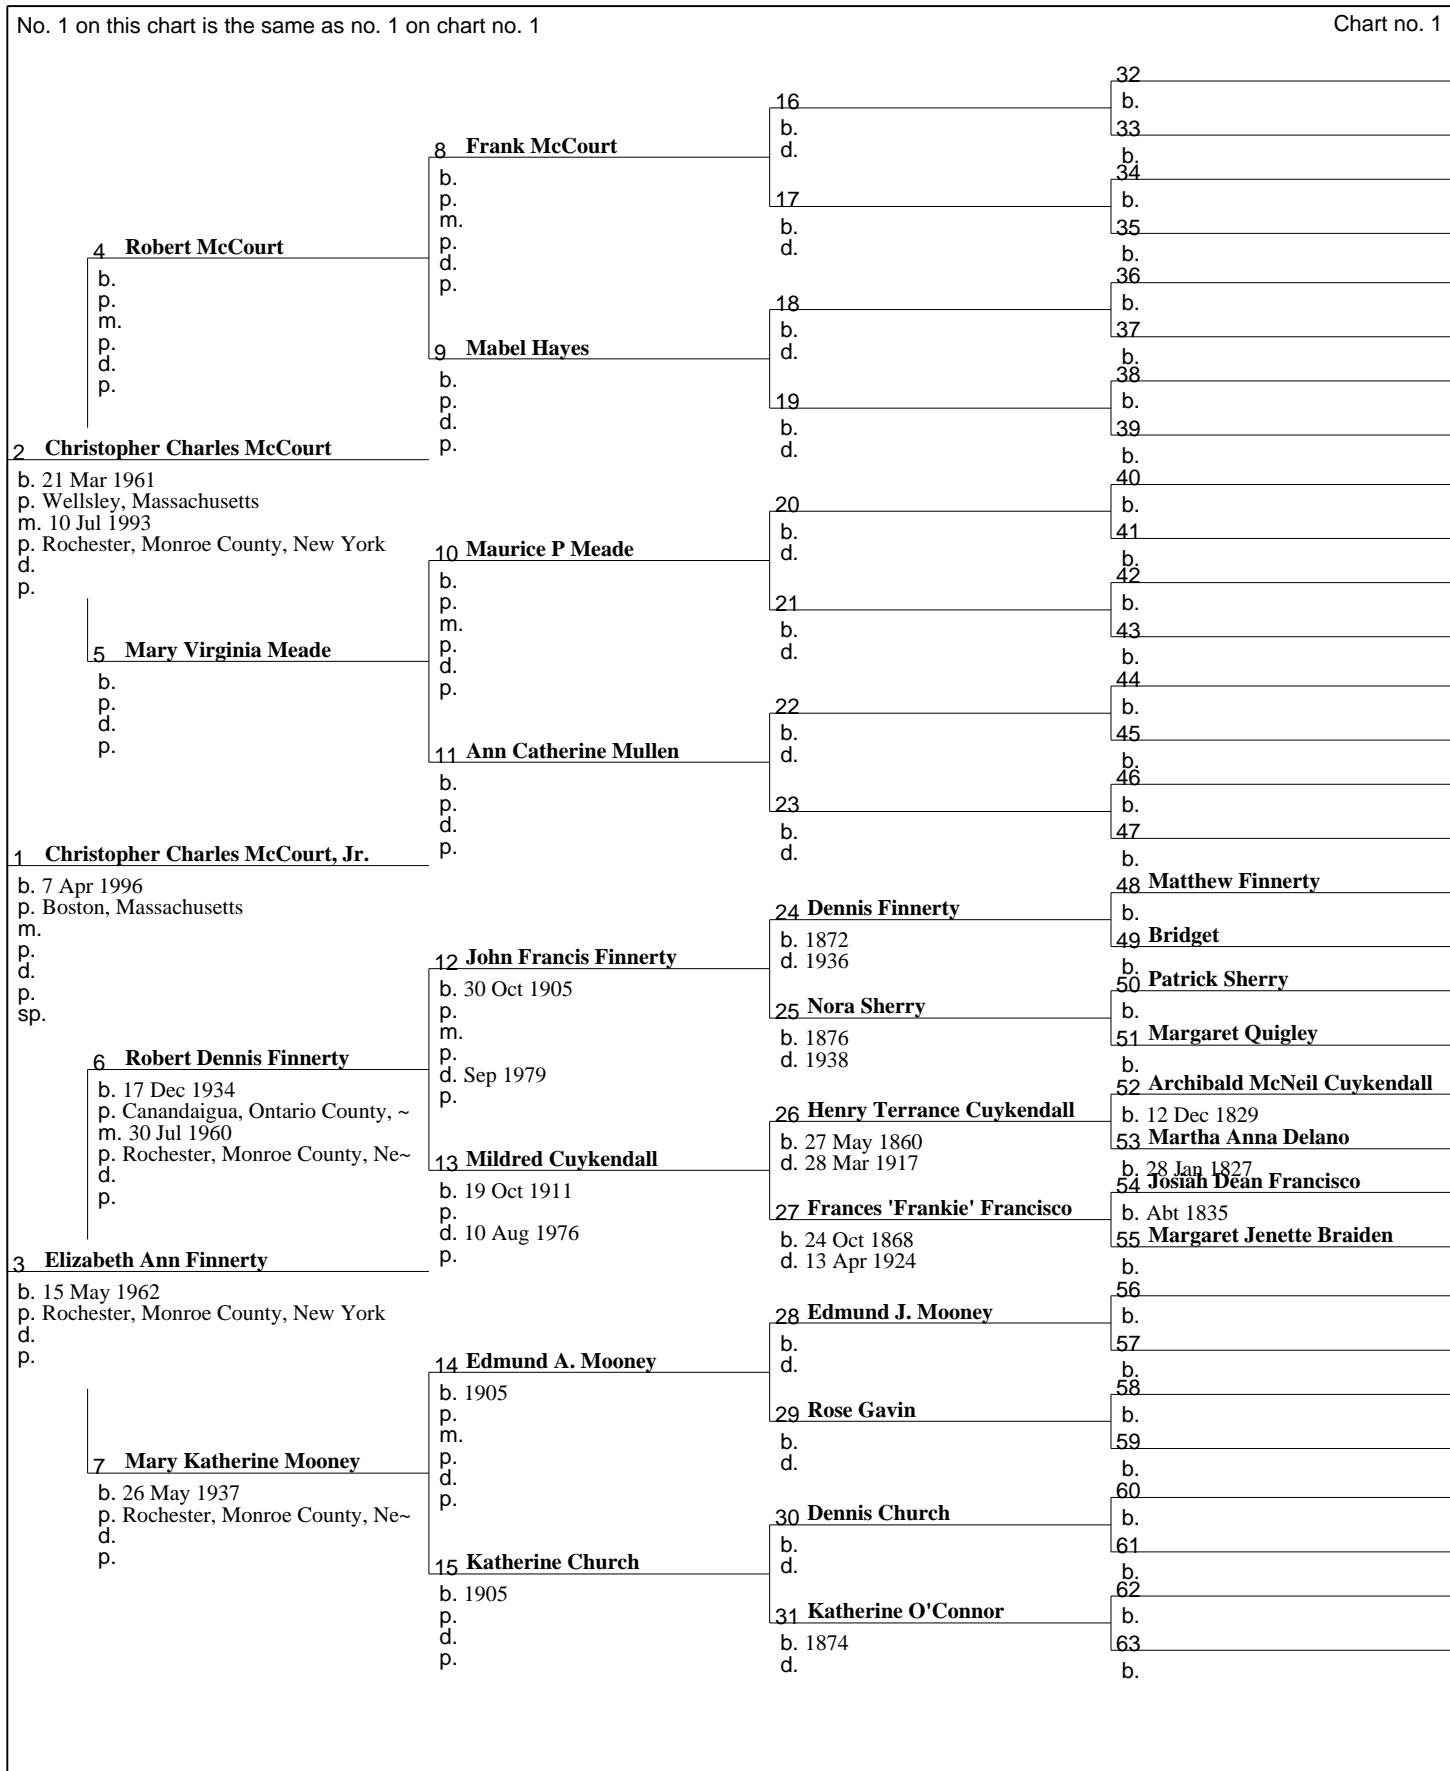 No. 1 on this chart is the same as no. 1 on chart no. 1
Chart no. 1
2 Christopher Charles McCourt
b. 21 Mar 1961
p. Wellsley, Massachusetts
m. 10 Jul 1993
p. Rochester, Monroe County, New York
d.
p.
1 Christopher Charles McCourt, Jr.
b. 7 Apr 1996
p. Boston, Massachusetts
m.
p.
d.
p.
sp.
3 Elizabeth Ann Finnerty
b. 15 May 1962
p. Rochester, Monroe County, New York
d.
p.
4 Robert McCourt
b.
p.
m.
p.
d.
p.
5 Mary Virginia Meade
b.
p.
d.
p.
6 Robert Dennis Finnerty
b. 17 Dec 1934
p. Canandaigua, Ontario County, ~
m. 30 Jul 1960
p. Rochester, Monroe County, Ne~
d.
p.
7 Mary Katherine Mooney
b. 26 May 1937
p. Rochester, Monroe County, Ne~
d.
p.
8 Frank McCourt
b.
p.
m.
p.
d.
p.
9 Mabel Hayes
b.
p.
d.
p.
10 Maurice P Meade
b.
p.
m.
p.
d.
p.
11 Ann Catherine Mullen
b.
p.
d.
p.
12 John Francis Finnerty
b. 30 Oct 1905
p.
m.
p.
d. Sep 1979
p.
13 Mildred Cuykendall
b. 19 Oct 1911
p.
d. 10 Aug 1976
p.
14 Edmund A. Mooney
b. 1905
p.
m.
p.
d.
p.
15 Katherine Church
b. 1905
p.
d.
p.
16
b.
d.
17
b.
d.
18
b.
d.
19
b.
d.
20
b.
d.
21
b.
d.
22
b.
d.
23
b.
d.
24 Dennis Finnerty
b. 1872
d. 1936
25 Nora Sherry
b. 1876
d. 1938
26 Henry Terrance Cuykendall
b. 27 May 1860
d. 28 Mar 1917
27 Frances 'Frankie' Francisco
b. 24 Oct 1868
d. 13 Apr 1924
28 Edmund J. Mooney
b.
d.
29 Rose Gavin
b.
d.
30 Dennis Church
b.
d.
31 Katherine O'Connor
b. 1874
d.
32
b.
33
b.
34
b.
35
b.
36
b.
37
b.
38
b.
39
b.
40
b.
41
b.
42
b.
43
b.
44
b.
45
b.
46
b.
47
b.
48 Matthew Finnerty
b.
49 Bridget
b.
50 Patrick Sherry
b.
51 Margaret Quigley
b.
52 Archibald McNeil Cuykendall
b. 12 Dec 1829
53 Martha Anna Delano
b. 28 Jan 1827
54 Josiah Dean Francisco
b. Abt 1835
55 Margaret Jenette Braiden
b.
56
b.
57
b.
58
b.
59
b.
60
b.
61
b.
62
b.
63
b.